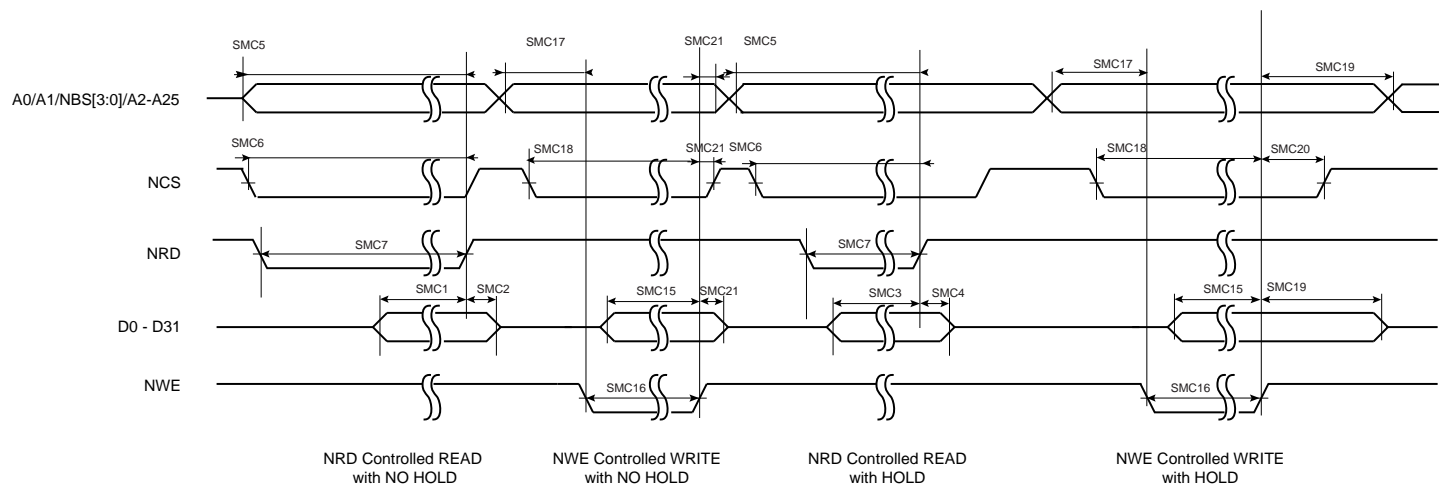 SMC5
SMC17
SMC21
SMC5
SMC17
SMC19
A0/A1/NBS[3:0]/A2-A25
SMC6
SMC18
SMC21
SMC6
SMC18
SMC20
NCS
SMC7
SMC7
NRD
SMC1
SMC2
SMC15
SMC21
SMC3
SMC4
SMC15
SMC19
D0 - D31
NWE
SMC16
SMC16
NRD Controlled READ
with NO HOLD
NWE Controlled WRITE
with NO HOLD
NRD Controlled READ
with HOLD
NWE Controlled WRITE
with HOLD